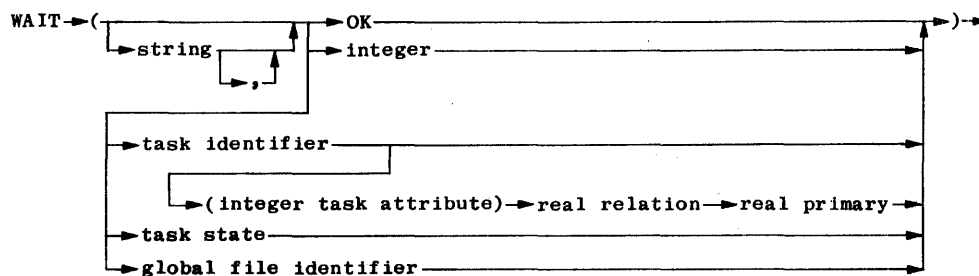 WAIT ( OK )
string integer
,
task identifier
(integer task attribute) real relation real primary
task state
global file identifier